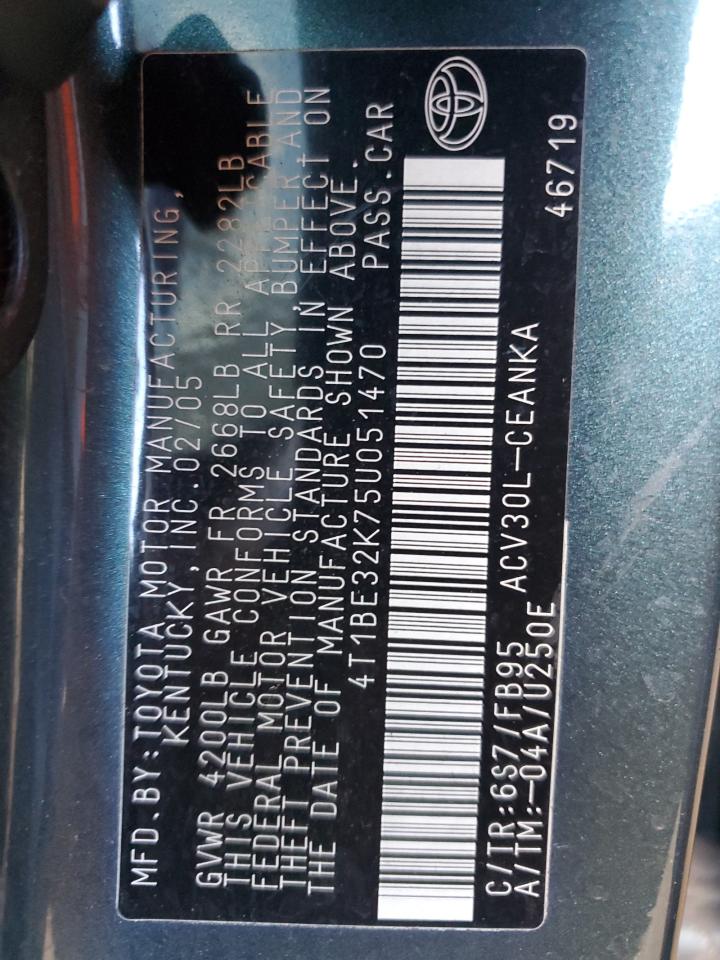 MFD.BY:TOYOTA MOTOR MANUFACTURING,
KENTUCKY,INC.02/05
GVWR 4200LB GAWR FR 2668LB RR 2282LB
THIS VEHICLE CONFORMS TO ALL APPLICABLE
FEDERAL MOTOR VEHICLE SAFETY,BUMPER AND
THEFT PREVENTION STANDARDS IN EFFECT ON
THE DATE OF MANUFACTURE SHOWN ABOVE.
4T1BE32K75U051470 PASS.CAR
C/TR:6S7/FB95 ACV30L-CEANKA
A/TM:-04A/U250E 46719